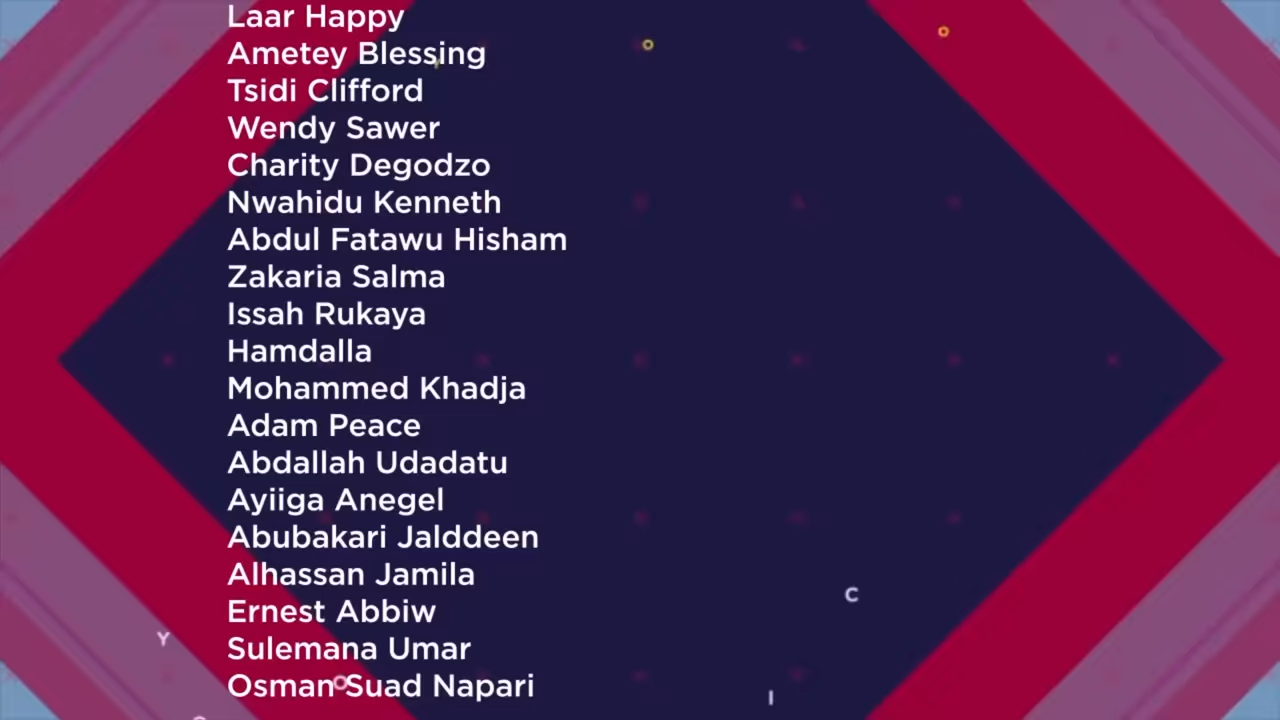 Laar Happy
Ametey Blessing
Tsidi Clifford
Wendy Sawer
Charity Degodzo
Nwahidu Kenneth
Abdul Fatawu Hisham
Zakaria Salma
Issah Rukaya
Hamdalla
Mohammed Khadja
Adam Peace
Abdallah Udadatu
Ayiiga Anegel
Abubakari Jalddeen
Alhassan Jamila
Ernest Abbiw
Sulemana Umar
Osman Suad Napari
C
Y
I